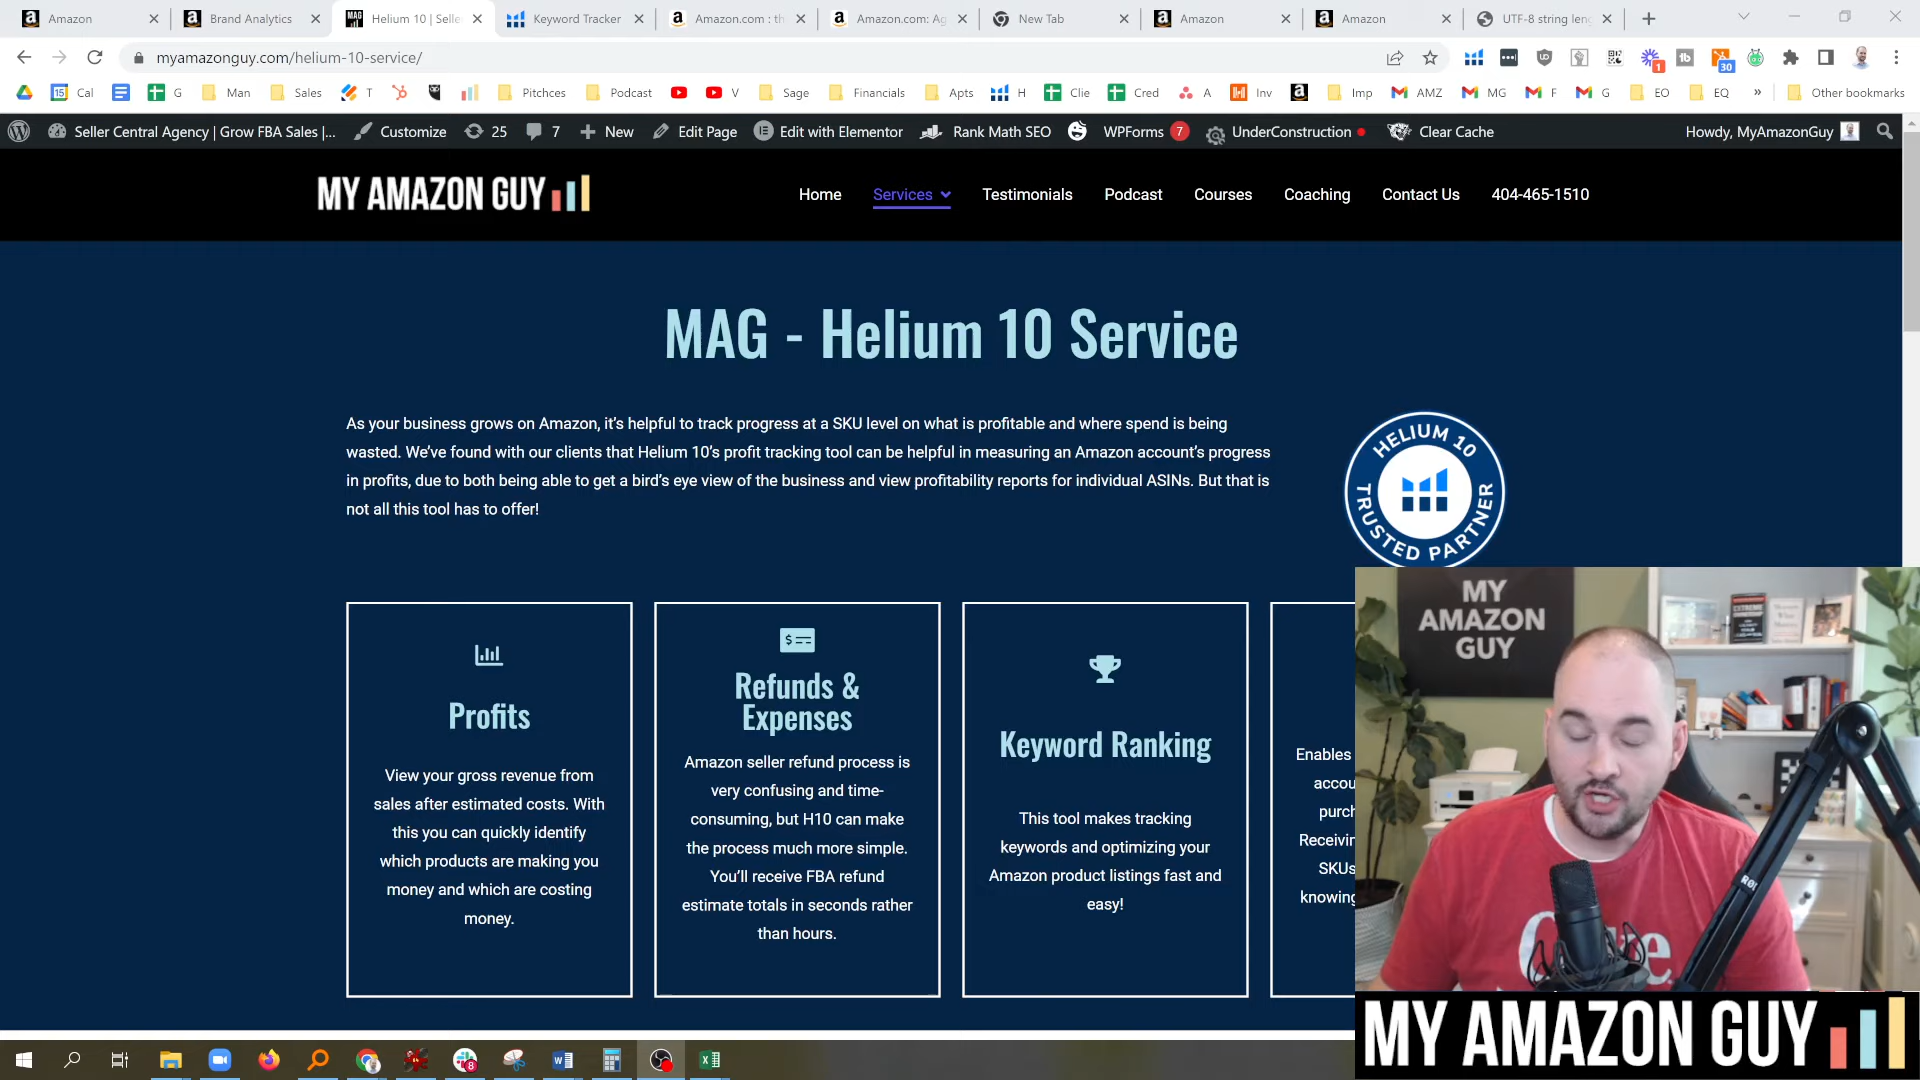 Amazon
Brand Analytics
Helium 10 | Selle
Keyword Tracker
Amazon.com : th
Amazon.com: Ag
New Tab
Amazon
Amazon
UTF-8 string leng
myamazonguy.com/helium-10-service/
1
30
15 Cal
G
Man
Sales
T
Pitchces
Podcast
V
Sage
Financials
Apts
H
Clie
Cred
A
Inv
Imp
AMZ
MG
F
G
EO
EQ
»
Other bookmarks
Seller Central Agency | Grow FBA Sales |...
Customize
25
7
New
Edit Page
Edit with Elementor
Rank Math SEO
WPForms 7
UnderConstruction
Clear Cache
Howdy, MyAmazonGuy
MY AMAZON GUY
Home
Services
Testimonials
Podcast
Courses
Coaching
Contact Us
404-465-1510
MAG - Helium 10 Service
As your business grows on Amazon, it’s helpful to track progress at a SKU level on what is profitable and where spend is being
wasted. We’ve found with our clients that Helium 10’s profit tracking tool can be helpful in measuring an Amazon account’s progress
in profits, due to both being able to get a bird’s eye view of the business and view profitability reports for individual ASINs. But that is
not all this tool has to offer!
HELIUM 10
TRUSTED PARTNER
Profits
View your gross revenue from
sales after estimated costs. With
this you can quickly identify
which products are making you
money and which are costing
money.
Refunds &
Expenses
Amazon seller refund process is
very confusing and time-
consuming, but H10 can make
the process much more simple.
You’ll receive FBA refund
estimate totals in seconds rather
than hours.
Keyword Ranking
This tool makes tracking
keywords and optimizing your
Amazon product listings fast and
easy!
Enables
accou
purch
Receivin
SKUs
knowing
MY
AMAZON
GUY
MY AMAZON GUY